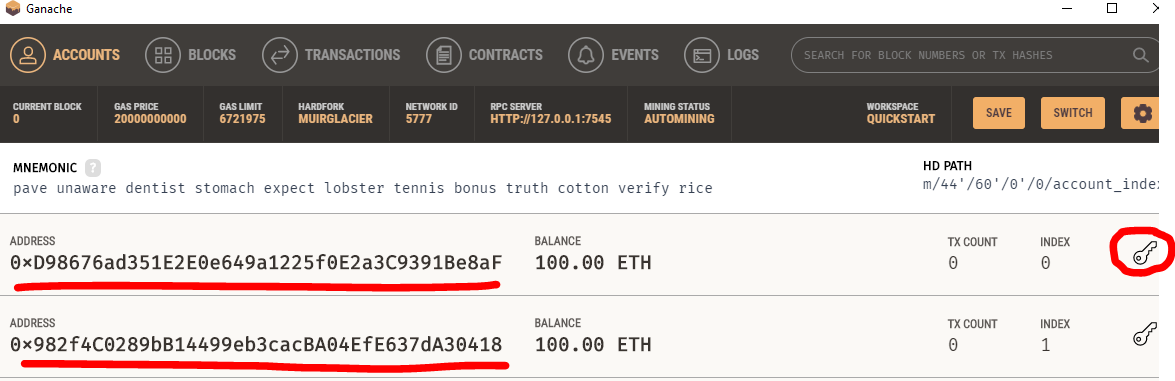 Ganache
ACCOUNTS BLOCKS TRANSACTIONS CONTRACTS EVENTS LOGS SEARCH FOR BLOCK NUMBERS OR TX HASHES
CURRENT BLOCK GAS PRICE GAS LIMIT HARDFORK NETWORK ID RPC SERVER MINING STATUS WORKSPACE
0 20000000000 6721975 MUIRGLACIER 5777 HTTP://127.0.0.1:7545 AUTOMINING QUICKSTART SAVE SWITCH
MNEMONIC ? HD PATH
pave unaware dentist stomach expect lobster tennis bonus truth cotton verify rice m/44'/60'/0'/0/account_index
ADDRESS BALANCE TX COUNT INDEX
0×D98676ad351E2E0e649a1225f0E2a3C9391Be8aF 100.00 ETH 0 0
ADDRESS BALANCE TX COUNT INDEX
0×982f4C0289bB14499eb3cacBA04EfE637dA30418 100.00 ETH 0 1